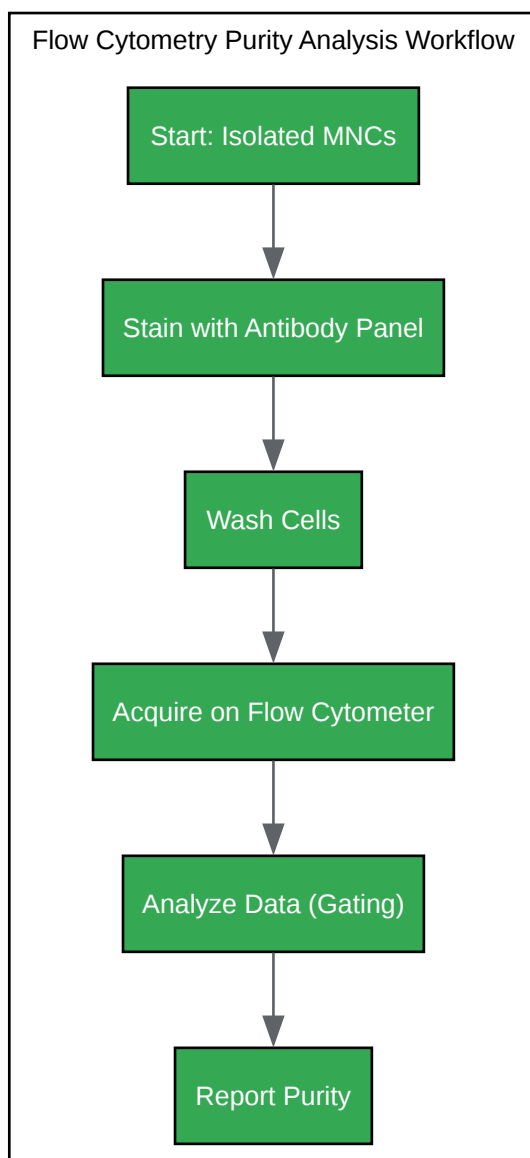 Flow Cytometry Purity Analysis Workflow
Start: Isolated MNCs
Stain with Antibody Panel
Wash Cells
Acquire on Flow Cytometer
Analyze Data (Gating)
Report Purity